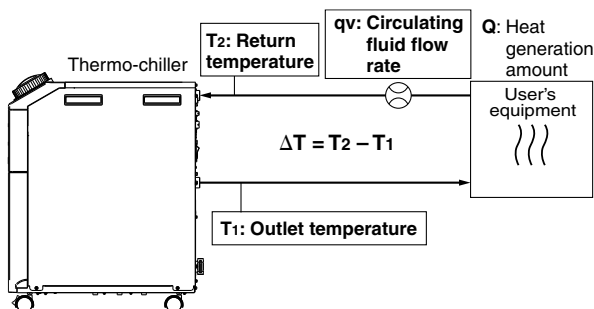 Thermo-chiller
T2: Return
temperature
qv: Circulating
fluid flow
rate
Q: Heat
generation
amount
User's
equipment
ΔT = T2 – T1
T1: Outlet temperature